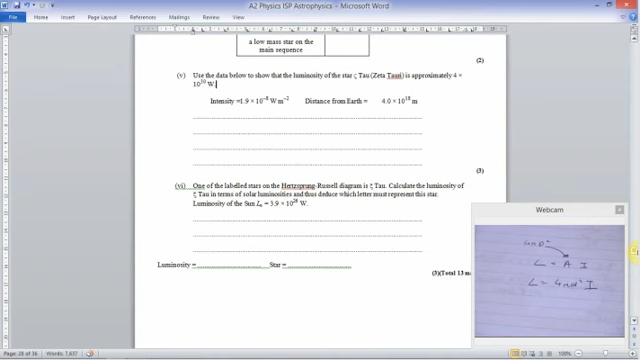 A2 Physics ISP Astrophysics - Microsoft Word
File Home Insert Page Layout References Mailings Review View
a low mass star on the
main sequence
(2)
(v) Use the data below to show that the luminosity of the star ζ Tau (Zeta Tauri) is approximately 4 ×
10³⁰ W.
Intensity =1.9 × 10⁻⁸ W m⁻² Distance from Earth = 4.0 × 10¹⁸ m
(3)
(vi) One of the labelled stars on the Hertzsprung-Russell diagram is ζ Tau. Calculate the luminosity of
ζ Tau in terms of solar luminosities and thus deduce which letter must represent this star.
Luminosity of the Sun L₀ = 3.9 × 10²⁶ W.
Luminosity = Star =
(3)(Total 13 ma
Webcam
4πD²
L = A I
L = 4πd² I
Page: 28 of 36 Words: 7,637 100%